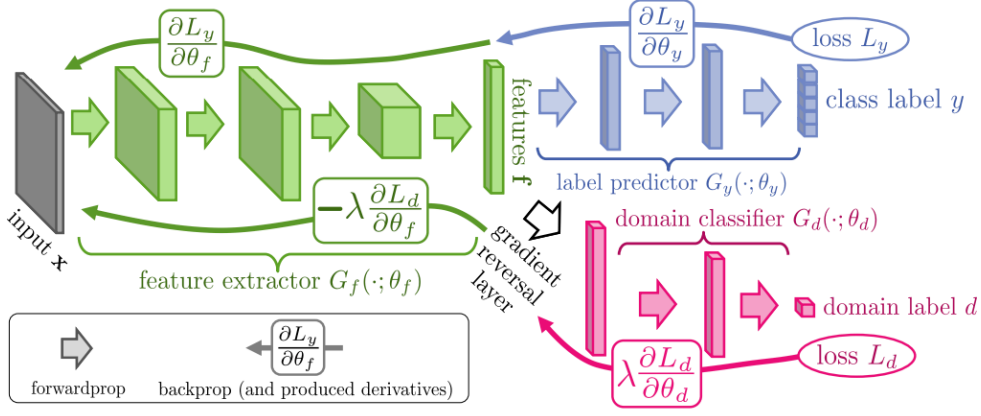 ∂L_y/∂θ_f
∂L_y/∂θ_y
loss L_y
features f
class label y
label predictor G_y(·;θ_y)
input x
−λ ∂L_d/∂θ_f
feature extractor G_f(·;θ_f)
gradient
reversal
layer
domain classifier G_d(·;θ_d)
domain label d
λ ∂L_d/∂θ_d
loss L_d
forwardprop
∂L_y/∂θ_f
backprop (and produced derivatives)